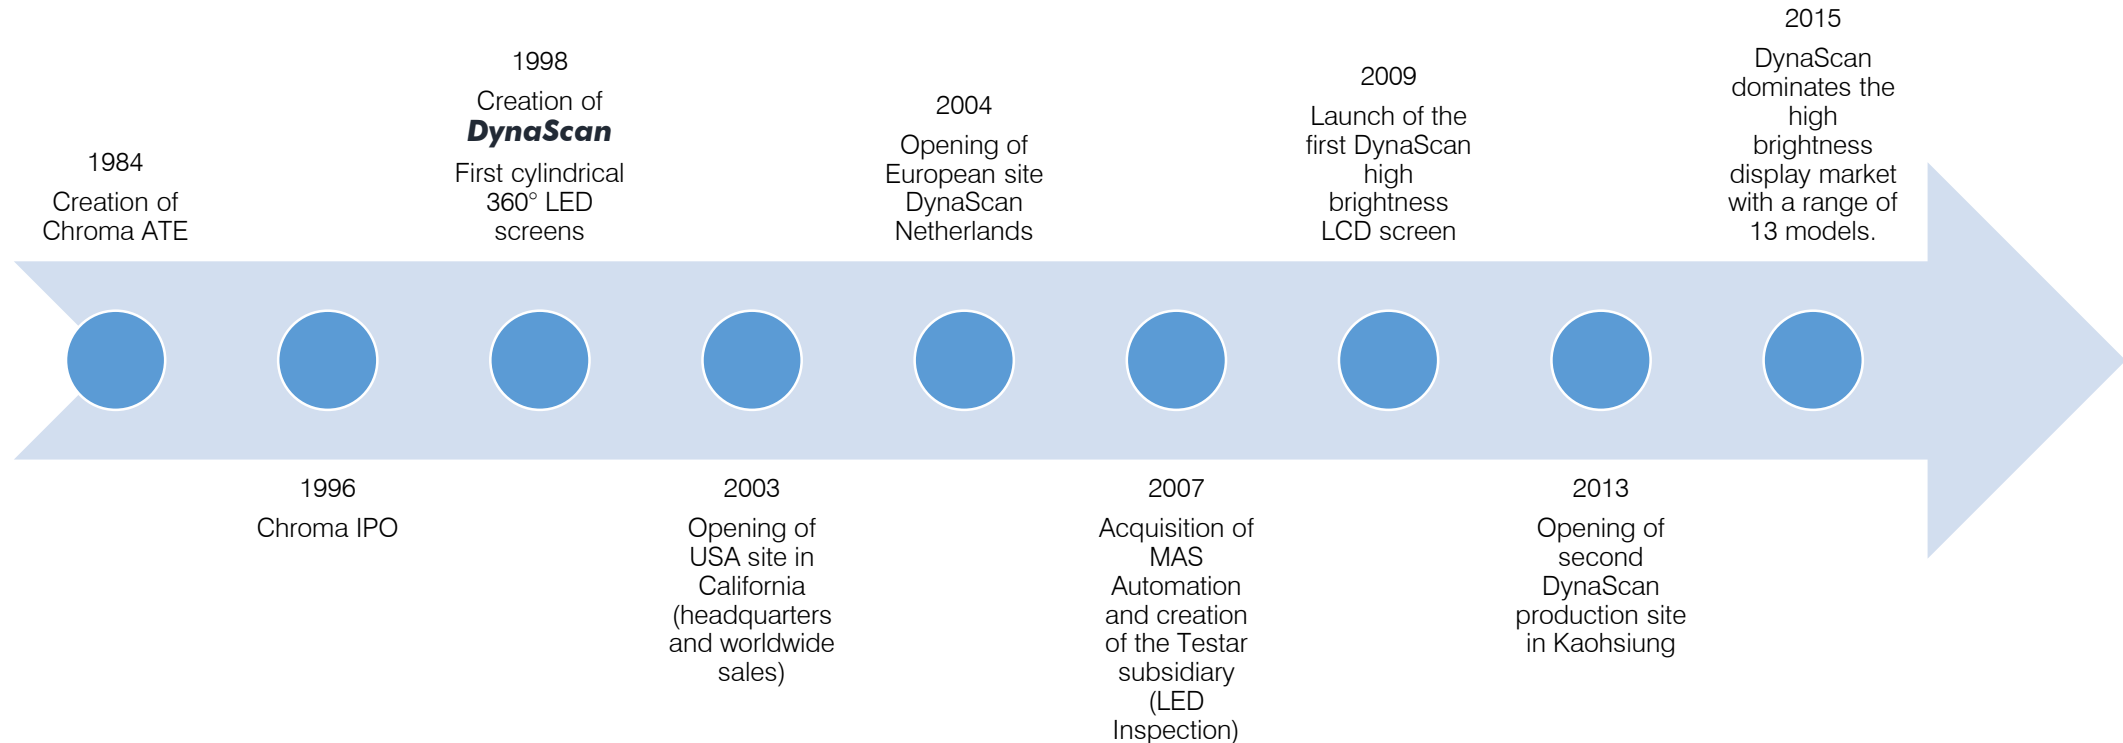 1984
Creation of
Chroma ATE
1996
Chroma IPO
1998
Creation of
DynaScan
First cylindrical
360° LED
screens
2003
Opening of
USA site in
California
(headquarters
and worldwide
sales)
2004
Opening of
European site
DynaScan
Netherlands
2007
Acquisition of
MAS
Automation
and creation
of the Testar
subsidiary
(LED
Inspection)
2009
Launch of the
first DynaScan
high
brightness
LCD screen
2013
Opening of
second
DynaScan
production site
in Kaohsiung
2015
DynaScan
dominates the
high
brightness
display market
with a range of
13 models.